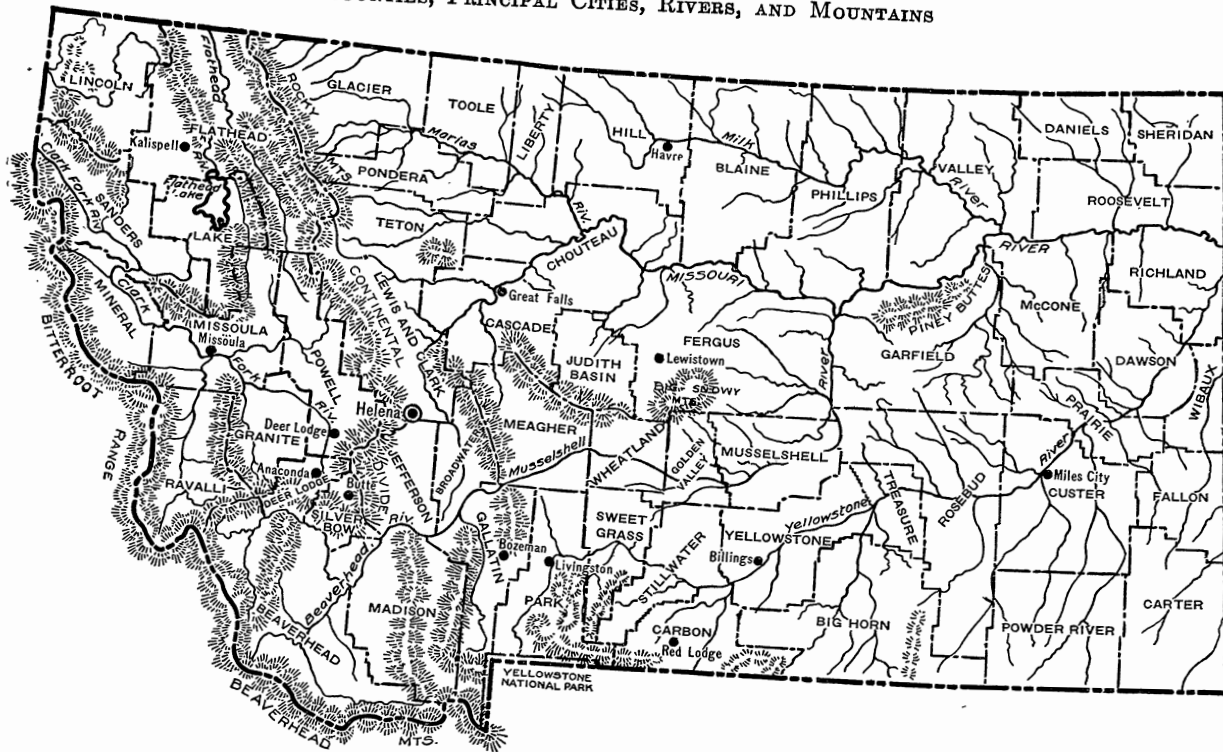 PRINCIPAL CITIES, RIVERS, AND MOUNTAINS
LINCOLN
Flathead
ROCKY
MTS
GLACIER
TOOLE
LIBERTY
HILL
Havre
Milk
BLAINE
PHILLIPS
VALLEY
River
DANIELS
SHERIDAN
ROOSEVELT
Kalispell
FLATHEAD
Marias
Riv.
PONDERA
TETON
CHOUTEAU
Clark Fork Riv.
SANDERS
Flathead
Lake
LAKE
MISSOURI
RIVER
RICHLAND
McCONE
PINEY BUTTES
GARFIELD
DAWSON
WIBAUX
Great Falls
CASCADE
LEWIS AND CLARK
CONTINENTAL
DIVIDE
Clark
Fork
Riv.
MINERAL
BITTERROOT
RANGE
MISSOULA
Missoula
POWELL
JUDITH
BASIN
FERGUS
Lewistown
BIG SNOWY
MTS.
River
Helena
Deer Lodge
GRANITE
MEAGHER
Musselshell
WHEATLAND
GOLDEN
VALLEY
MUSSELSHELL
PRAIRIE
River
Miles City
CUSTER
FALLON
Anaconda
DEER LODGE
Butte
SILVER
BOW
RAVALLI
JEFFERSON
BROADWATER
GALLATIN
Bozeman
Livingston
PARK
SWEET
GRASS
STILLWATER
Yellowstone
YELLOWSTONE
Billings
TREASURE
ROSEBUD
Beaverhead
Riv.
BEAVERHEAD
MADISON
CARBON
Red Lodge
BIG HORN
POWDER RIVER
CARTER
YELLOWSTONE
NATIONAL PARK
BEAVERHEAD
MTS.